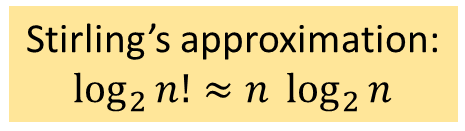 Stirling's approximation:
log₂ n! ≈ n log₂ n